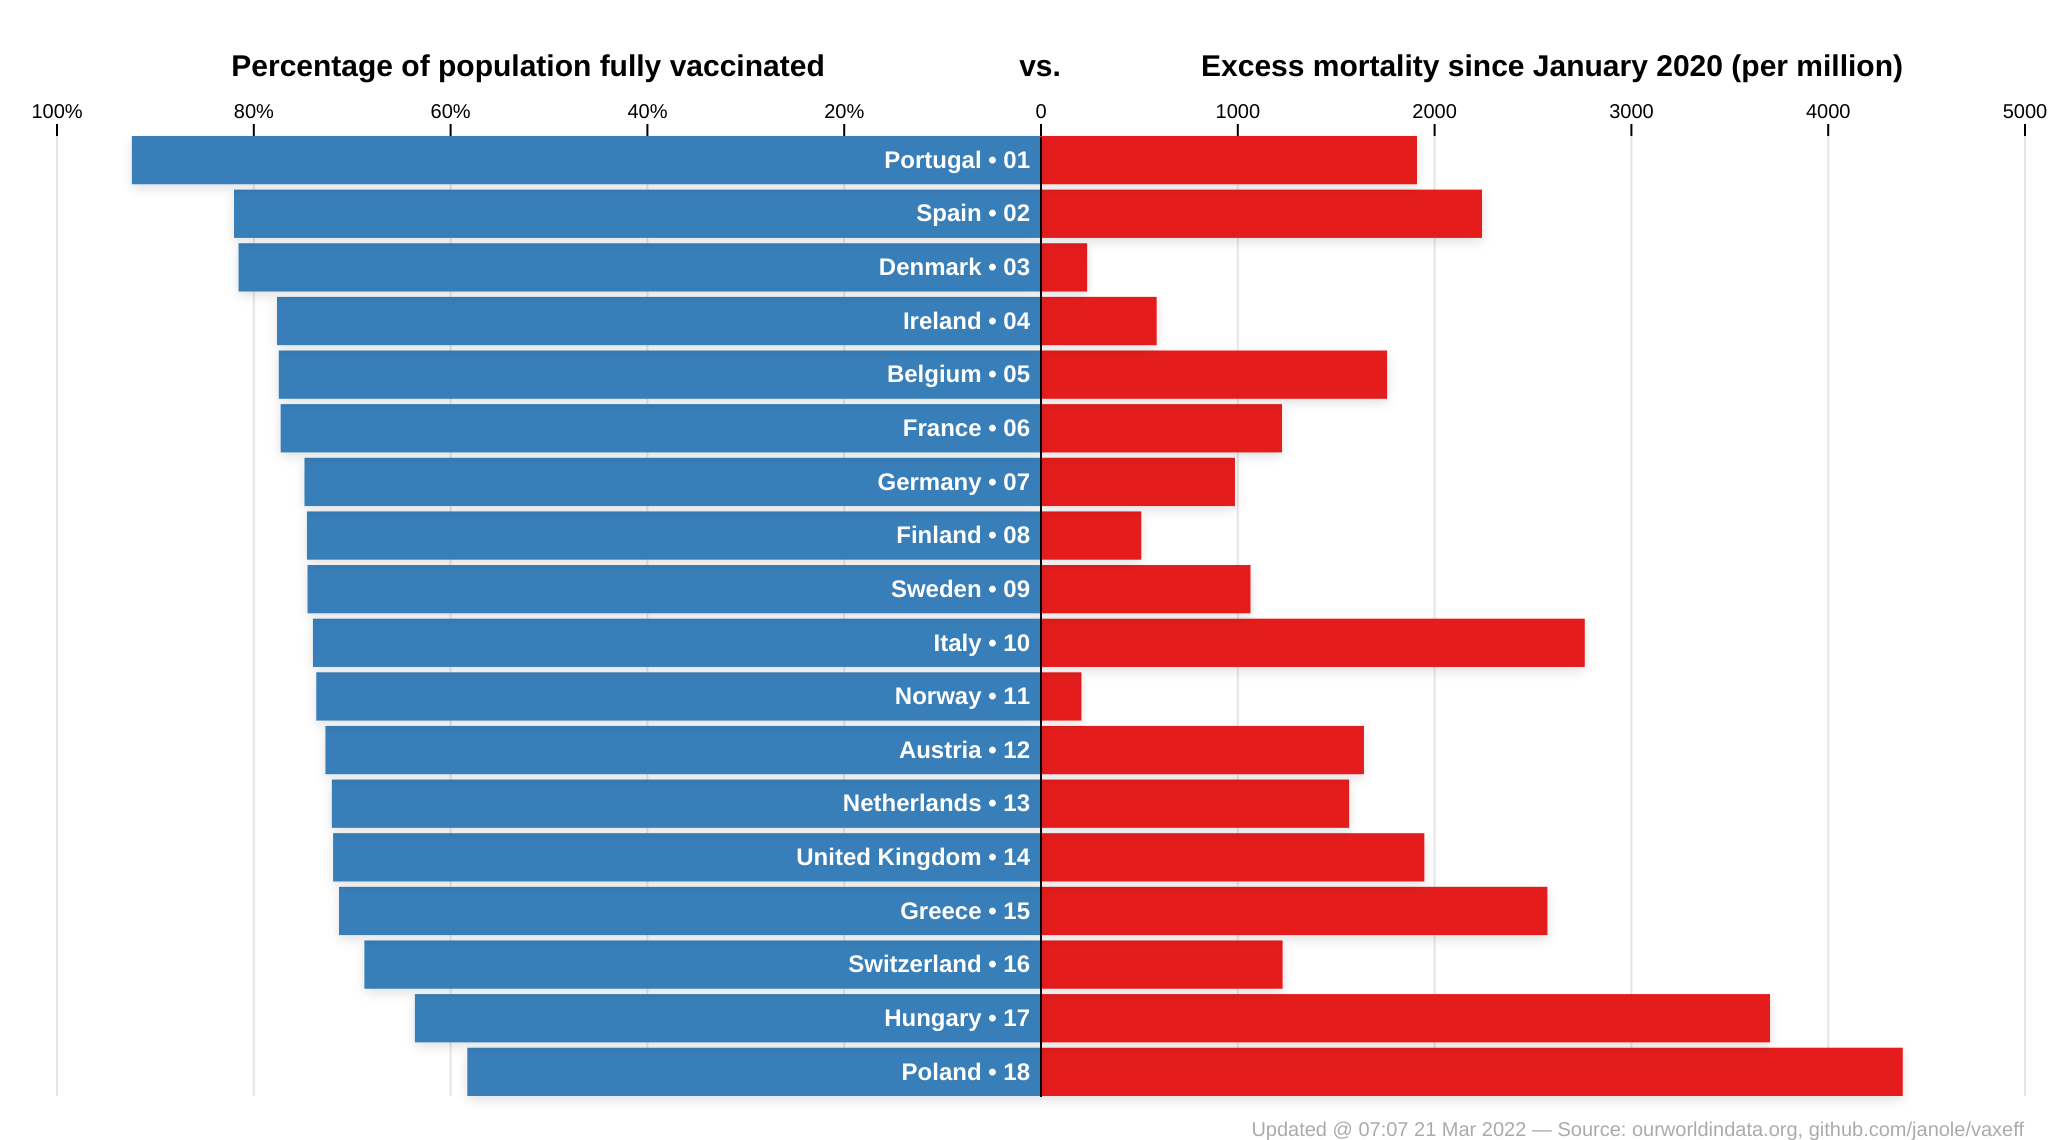 Percentage of population fully vaccinated vs. Excess mortality since January 2020 (per million)
100% 80% 60% 40% 20% 0 1000 2000 3000 4000 5000
Portugal • 01
Spain • 02
Denmark • 03
Ireland • 04
Belgium • 05
France • 06
Germany • 07
Finland • 08
Sweden • 09
Italy • 10
Norway • 11
Austria • 12
Netherlands • 13
United Kingdom • 14
Greece • 15
Switzerland • 16
Hungary • 17
Poland • 18
Updated @ 07:07 21 Mar 2022 — Source: ourworldindata.org, github.com/janole/vaxeff